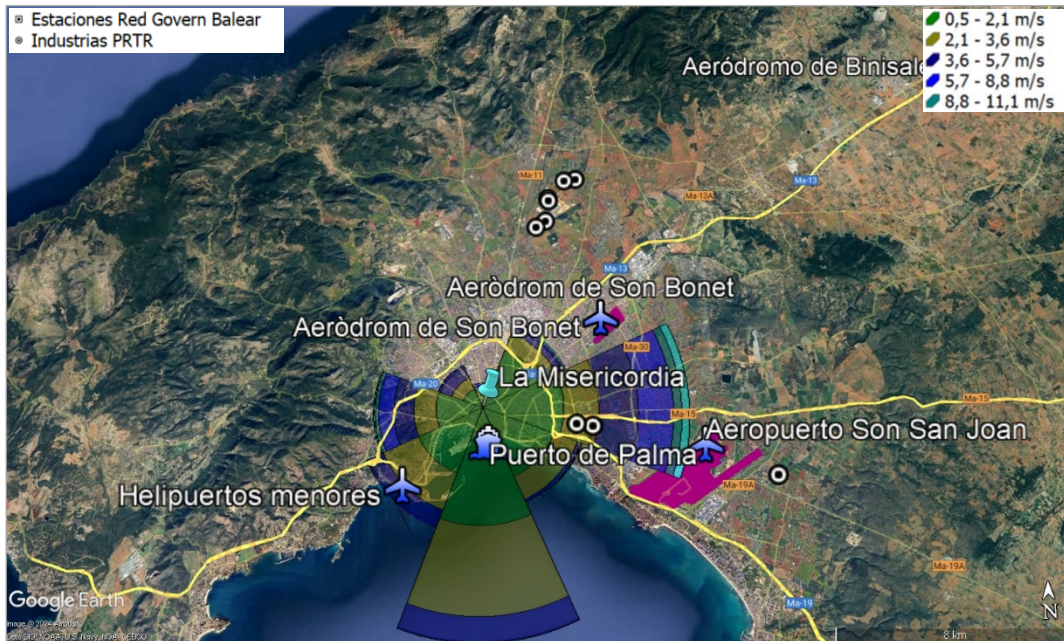 Estaciones Red Govern Balear
Industrias PRTR
0,5 - 2,1 m/s
2,1 - 3,6 m/s
3,6 - 5,7 m/s
5,7 - 8,8 m/s
8,8 - 11,1 m/s
Aeródromo de Binisale
Ma-11
Ma-13
Ma-13A
Ma-13
Aeròdrom de Son Bonet
Aeròdrom de Son Bonet
Ma-30
Ma-20
La Misericordia
Ma-15
Ma-15
Aeropuerto Son San Joan
Puerto de Palma
Helipuertos menores
Ma-19A
Ma-19A
Ma-19
Google Earth
N
8 km